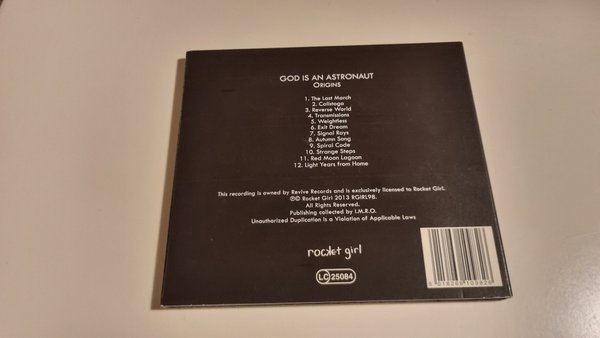 GOD IS AN ASTRONAUT
ORIGINS
1. The Last March
2. Calistoga
3. Reverse World
4. Transmissions
5. Weightless
6. Exit Dream
7. Signal Rays
8. Autumn Song
9. Spiral Code
10. Strange Steps
11. Red Moon Lagoon
12. Light Years from Home
This recording is owned by Revive Records and is exclusively licensed to Rocket Girl.
℗© Rocket Girl 2013 RGIRL98.
All Rights Reserved.
Publishing collected by I.M.R.O.
Unauthorized Duplication is a Violation of Applicable Laws
rocket girl
LC 25084